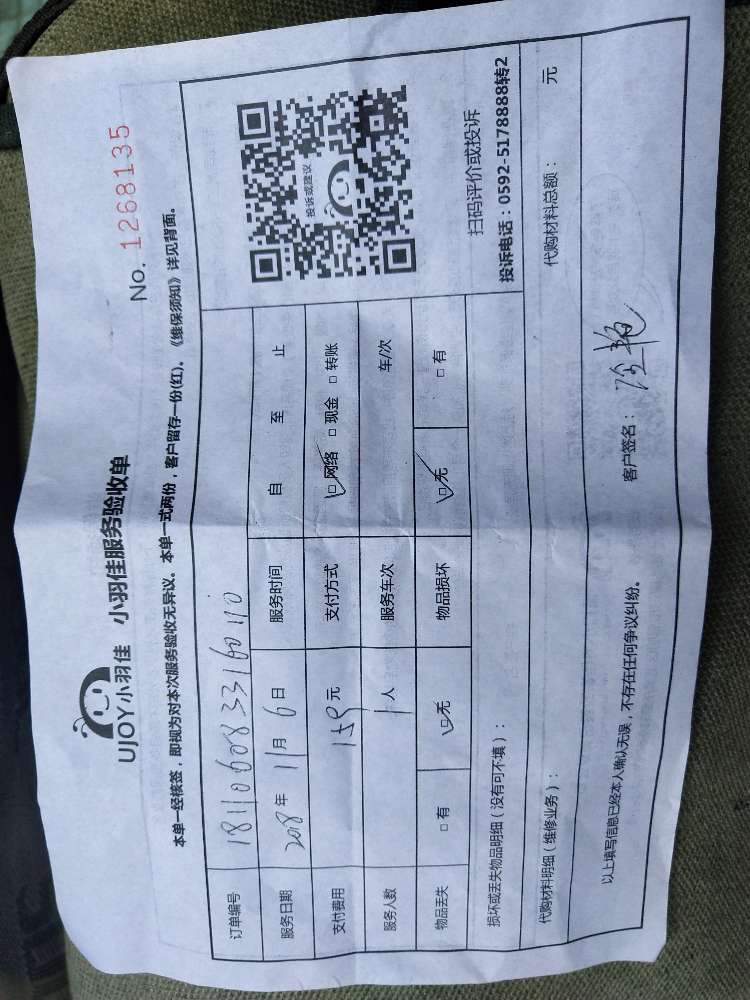 UJOY小羽佳 小羽佳服务验收单
No. 1268135
本单一经核签，即视为对本次服务验收无异议。本单一式两份，客户留存一份(红)。《维保须知》详见背面。
订单编号 1811060833160110
服务日期 2018 年 11 月 6 日 服务时间 自 至 止
支付费用 159 元 支付方式 □ 网络 □ 现金 □ 转账
服务人数 1 人 服务车次 车/次
物品丢失 □ 有 □ 无 物品损坏 □ 无 □ 有
投诉或建议
扫码评价或投诉
投诉电话：0592-5178888转2
损坏或丢失物品明细（没有可不填）：
代购材料明细（维修业务）： 代购材料总额： 元
以上填写信息已经本人确认无误，不存在任何争议纠纷。
客户签名：